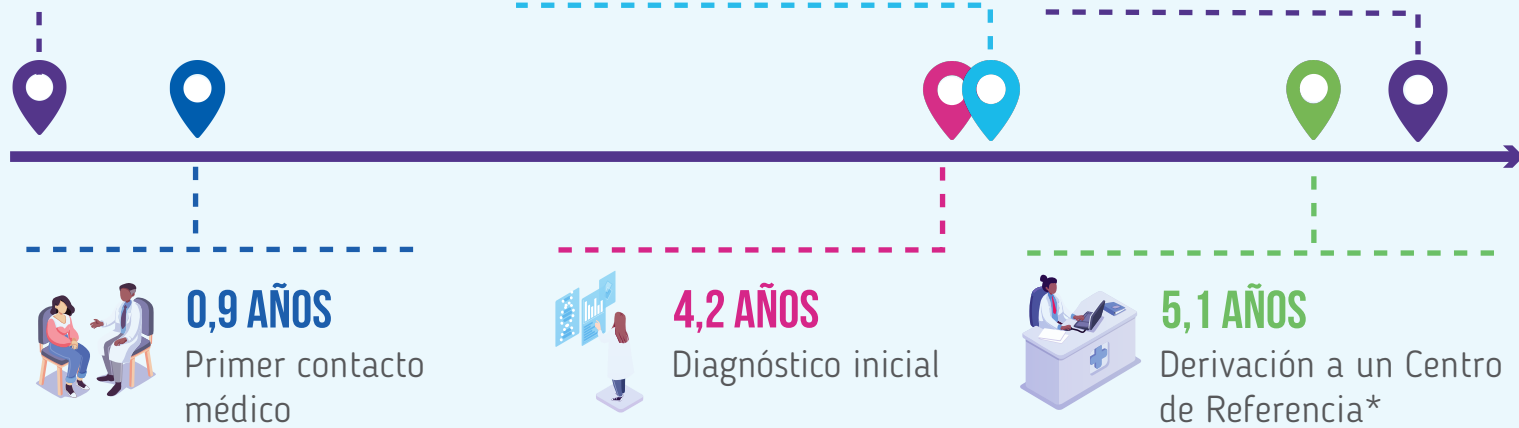 0,9 AÑOS
Primer contacto
médico
4,2 AÑOS
Diagnóstico inicial
5,1 AÑOS
Derivación a un Centro
de Referencia*